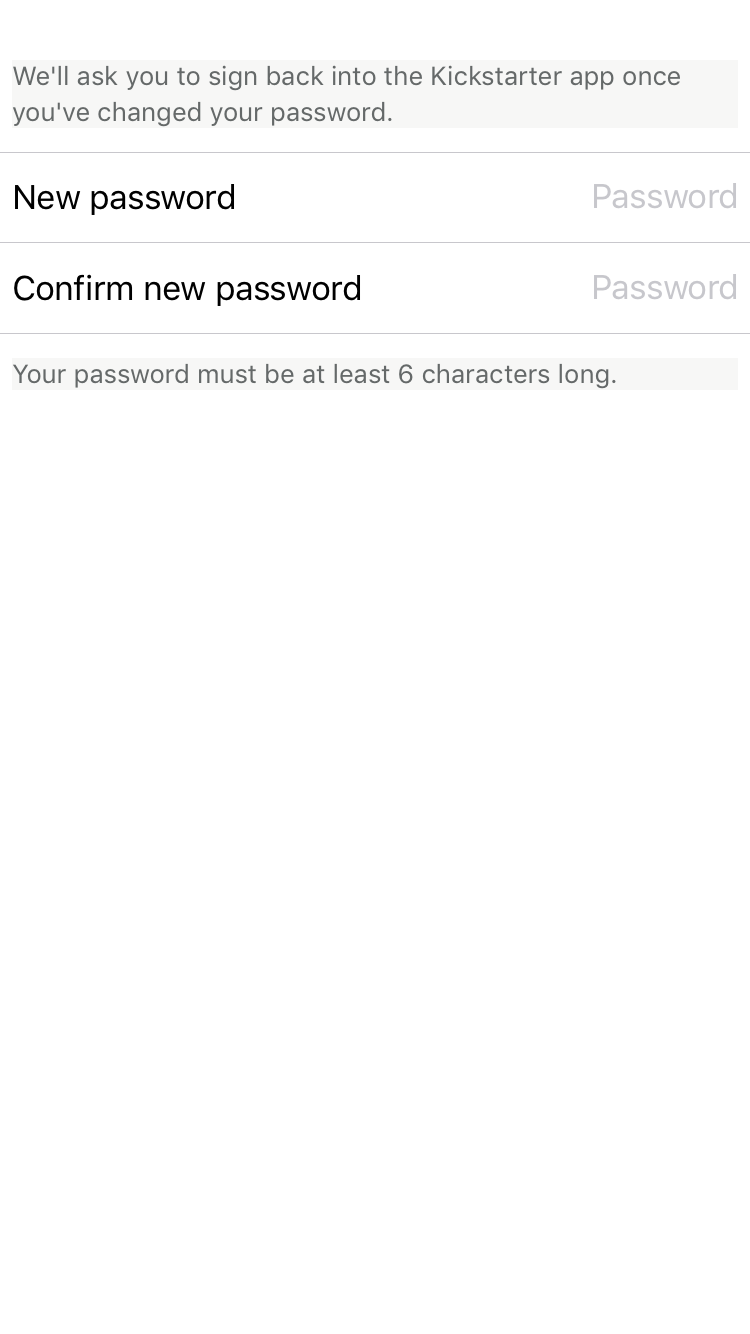 We'll ask you to sign back into the Kickstarter app once
you've changed your password.
New password Password
Confirm new password Password
Your password must be at least 6 characters long.